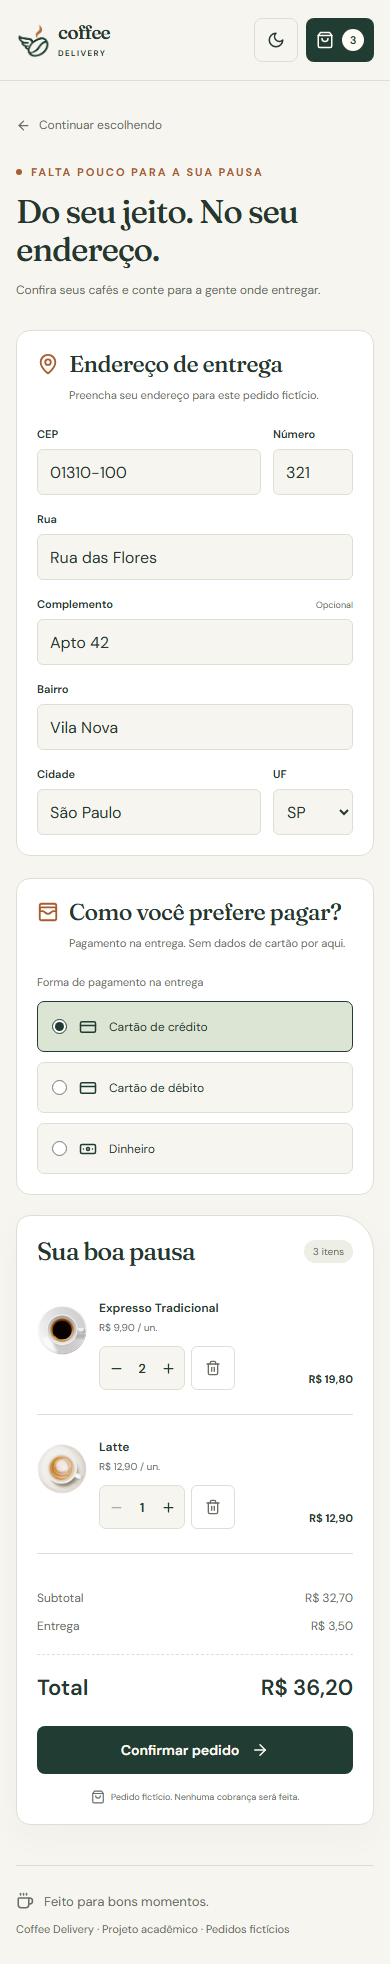 coffee
DELIVERY
3
Continuar escolhendo
FALTA POUCO PARA A SUA PAUSA
Do seu jeito. No seu
endereço.
Confira seus cafés e conte para a gente onde entregar.
Endereço de entrega
Preencha seu endereço para este pedido fictício.
CEP Número
01310-100 321
Rua
Rua das Flores
Complemento Opcional
Apto 42
Bairro
Vila Nova
Cidade UF
São Paulo SP
Como você prefere pagar?
Pagamento na entrega. Sem dados de cartão por aqui.
Forma de pagamento na entrega
Cartão de crédito
Cartão de débito
Dinheiro
Sua boa pausa 3 itens
Expresso Tradicional
R$ 9,90 / un.
2
R$ 19,80
Latte
R$ 12,90 / un.
1
R$ 12,90
Subtotal R$ 32,70
Entrega R$ 3,50
Total R$ 36,20
Confirmar pedido
Pedido fictício. Nenhuma cobrança será feita.
Feito para bons momentos.
Coffee Delivery · Projeto acadêmico · Pedidos fictícios